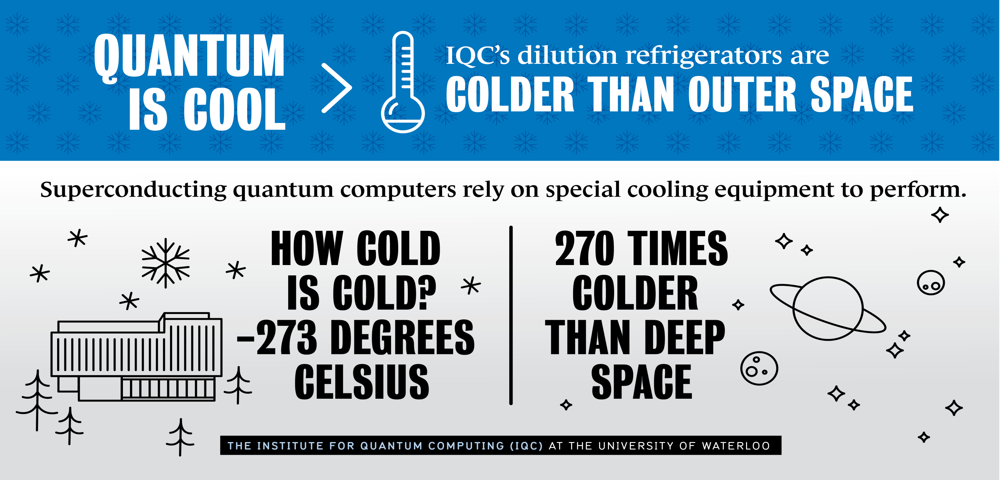 QUANTUM
IS COOL
IQC’s dilution refrigerators are
COLDER THAN OUTER SPACE
Superconducting quantum computers rely on special cooling equipment to perform.
HOW COLD
IS COLD?
–273 DEGREES
CELSIUS
270 TIMES
COLDER
THAN DEEP
SPACE
THE INSTITUTE FOR QUANTUM COMPUTING (IQC) AT THE UNIVERSITY OF WATERLOO